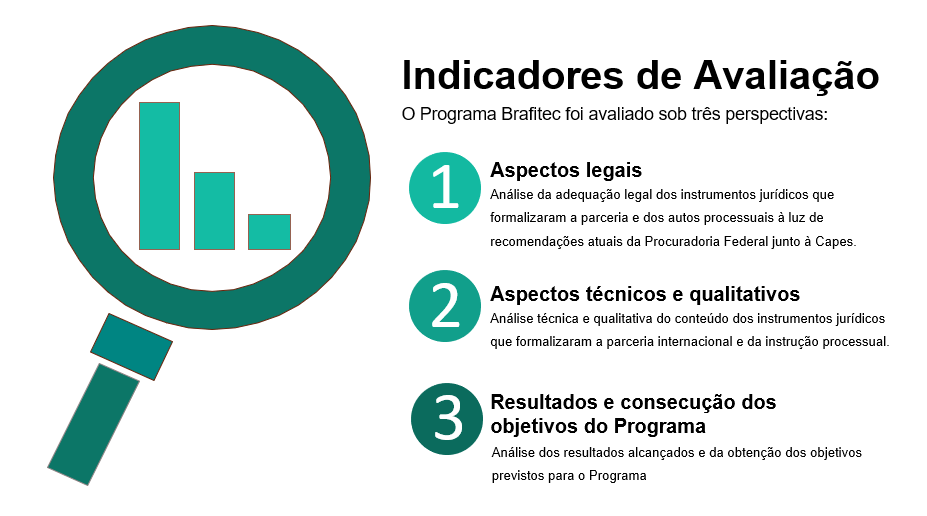 Indicadores de Avaliação
O Programa Brafitec foi avaliado sob três perspectivas:
1
Aspectos legais
Análise da adequação legal dos instrumentos jurídicos que
formalizaram a parceria e dos autos processuais à luz de
recomendações atuais da Procuradoria Federal junto à Capes.
2
Aspectos técnicos e qualitativos
Análise técnica e qualitativa do conteúdo dos instrumentos jurídicos
que formalizaram a parceria internacional e da instrução processual.
3
Resultados e consecução dos
objetivos do Programa
Análise dos resultados alcançados e da obtenção dos objetivos
previstos para o Programa